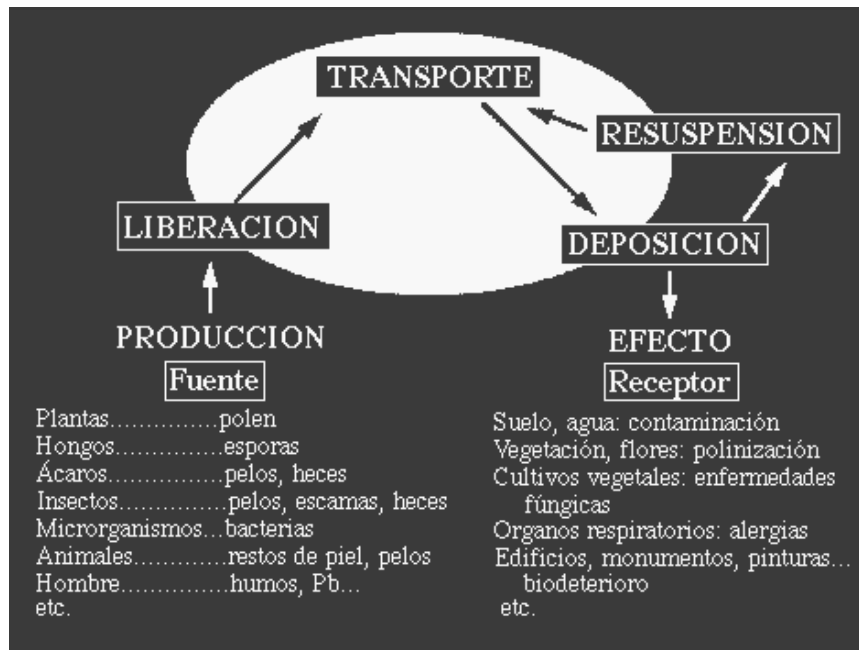 TRANSPORTE
RESUSPENSION
LIBERACION
DEPOSICION
PRODUCCION
Fuente
Plantas...............polen
Hongos...............esporas
Ácaros...............pelos, heces
Insectos...............pelos, escamas, heces
Microrganismos...bacterias
Animales............restos de piel, pelos
Hombre...............humos, Pb...
etc.
EFECTO
Receptor
Suelo, agua: contaminación
Vegetación, flores: polinización
Cultivos vegetales: enfermedades
fúngicas
Organos respiratorios: alergias
Edificios, monumentos, pinturas...
biodeterioro
etc.